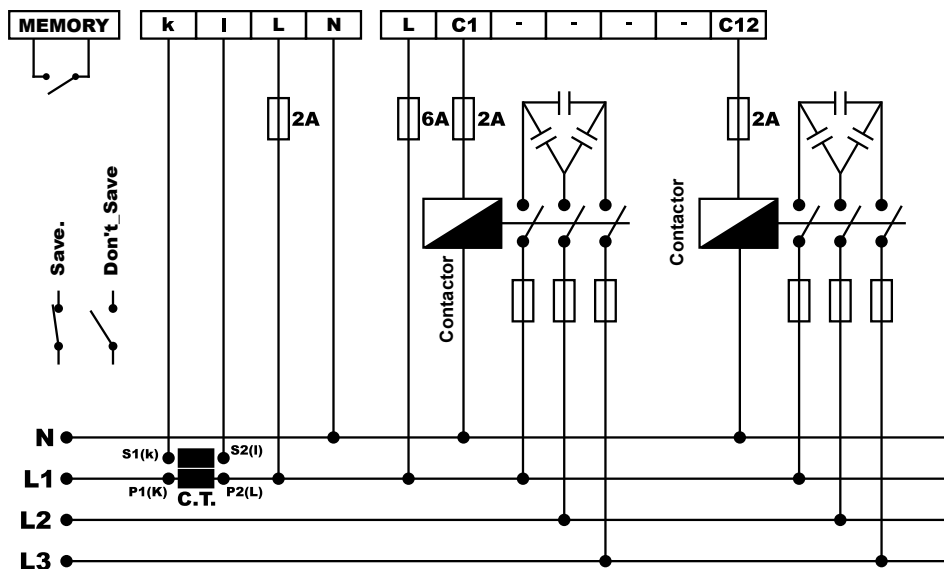 MEMORY
k l L N
L C1 - - - - C12
2A
6A
2A
2A
Save.
Don't_Save
Contactor
Contactor
N
S1(k) S2(l)
L1
P1(K) P2(L)
C.T.
L2
L3